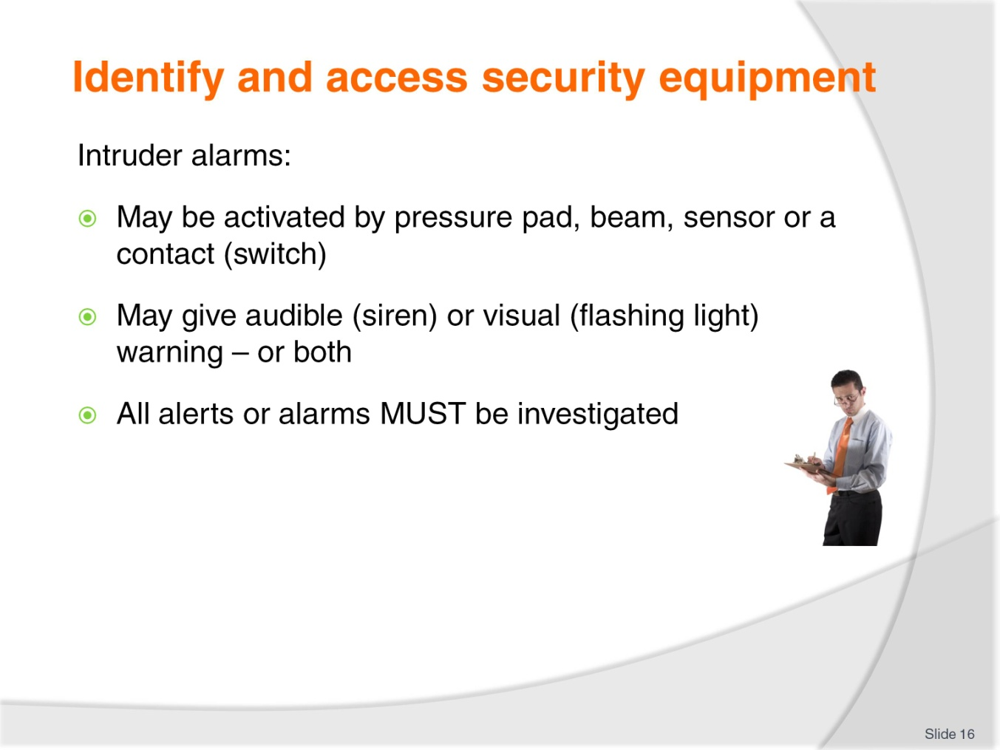 Identify and access security equipment
Intruder alarms:
May be activated by pressure pad, beam, sensor or a
contact (switch)
May give audible (siren) or visual (flashing light)
warning – or both
All alerts or alarms MUST be investigated
Slide 16